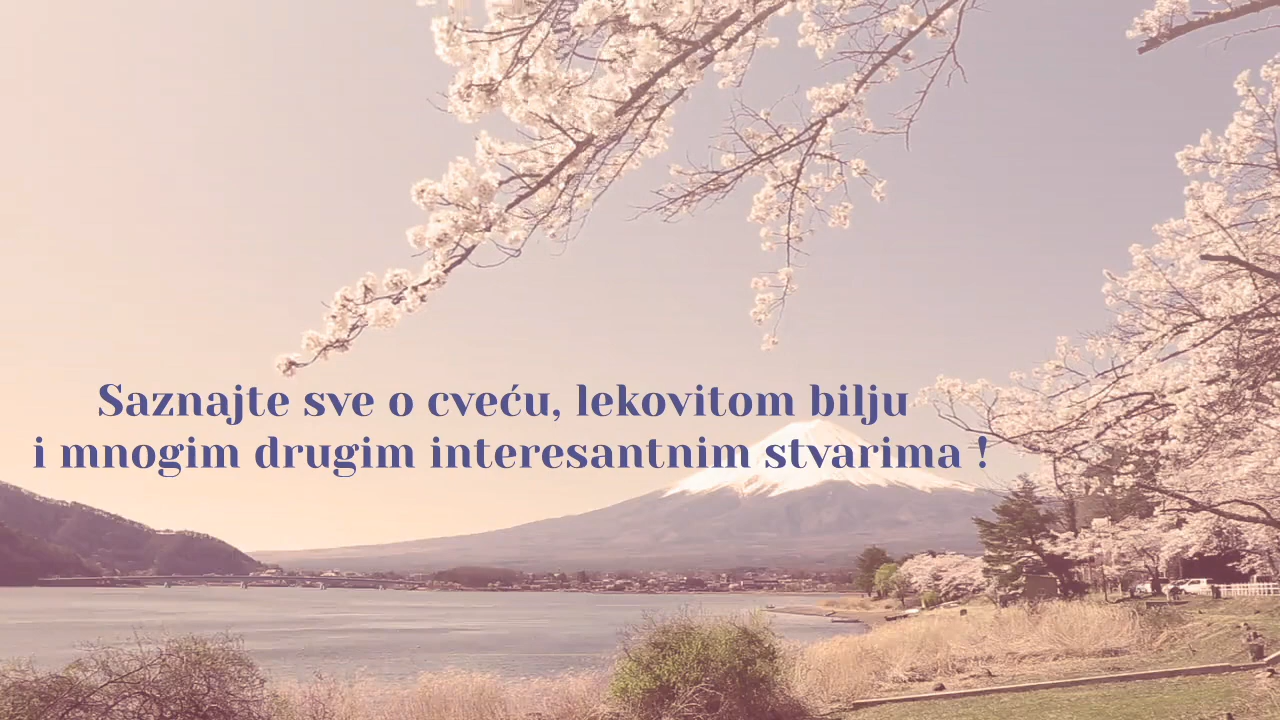 Saznajte sve o cveću, lekovitom bilju
i mnogim drugim interesantnim stvarima !